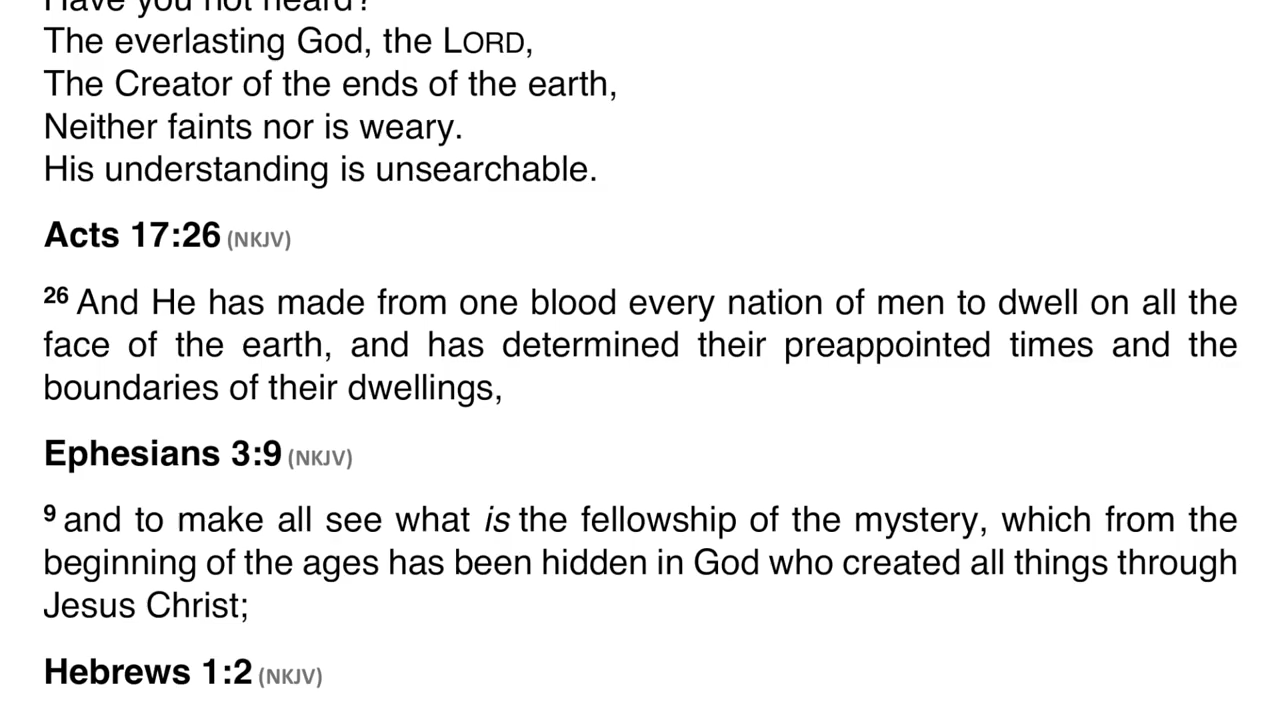 Have you not heard?
The everlasting God, the LORD,
The Creator of the ends of the earth,
Neither faints nor is weary.
His understanding is unsearchable.
Acts 17:26 (NKJV)
26 And He has made from one blood every nation of men to dwell on all the
face of the earth, and has determined their preappointed times and the
boundaries of their dwellings,
Ephesians 3:9 (NKJV)
9 and to make all see what is the fellowship of the mystery, which from the
beginning of the ages has been hidden in God who created all things through
Jesus Christ;
Hebrews 1:2 (NKJV)